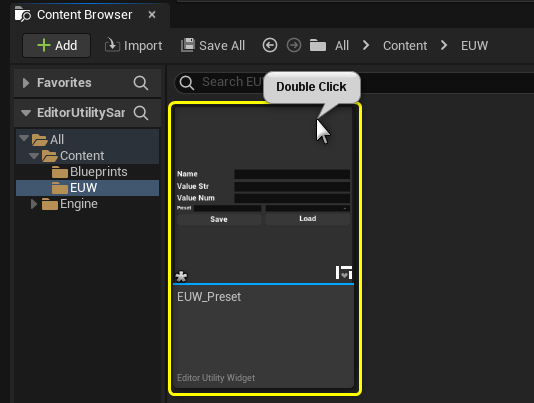 Content Browser
Add
Import
Save All
All
Content
EUW
Favorites
Search EU
Double Click
EditorUtilitySar
All
Content
Blueprints
EUW
Engine
Name
Value Str
Value Num
Preset
Save
Load
EUW_Preset
Editor Utility Widget